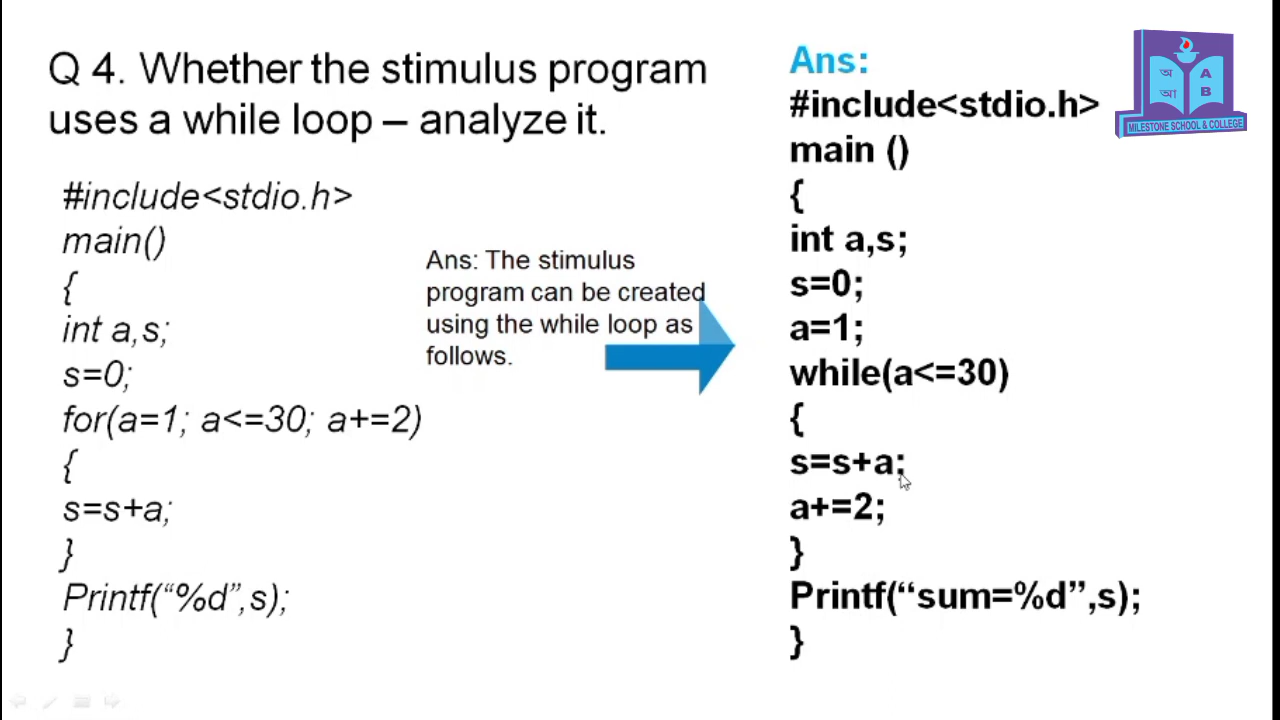 Q 4. Whether the stimulus program
uses a while loop – analyze it.
#include<stdio.h>
main()
{
int a,s;
s=0;
for(a=1; a<=30; a+=2)
{
s=s+a;
}
Printf(“%d”,s);
}
Ans: The stimulus
program can be created
using the while loop as
follows.
Ans:
#include<stdio.h>
main ()
{
int a,s;
s=0;
a=1;
while(a<=30)
{
s=s+a;
a+=2;
}
Printf(“sum=%d”,s);
}
অ A
আ B
MILESTONE SCHOOL & COLLEGE